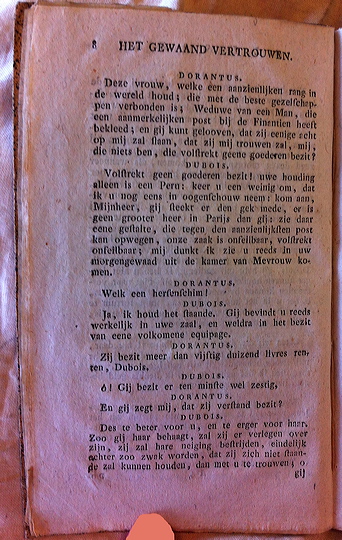 8 HET GEWAAND VERTROUWEN.
DORANTUS.
Deze vrouw, welke een aanzienlijken rang in
de wereld houd; die met de beste gezelschap-
pen verbonden is; Weduwe van een Man, die
een aanmerkelijken post bij de Finantien heeft
bekleed; en gij kunt gelooven, dat zij eenige acht
op mij zal slaan, dat zij mij trouwen zal, mij,
die niets ben, die volstrekt geene goederen bezit?
DUBOIS.
Volstrekt geen goederen bezit! uwe houding
alleen is een Peru: keer u een weinig om, dat
ik u nog eens in oogenschouw neem: kom aan,
Mijnheer, gij steekt er den gek mede, er is
geen grooter heer in Parijs dan gij: zie daar
eene gestalte, die tegen den aanzienlijksten post
kan opwegen, onze zaak is onfeilbaar, volstrekt
onfeilbaar; mij dunkt ik zie u reeds in uw
morgengewaad uit de kamer van Mevrouw ko-
men.
DORANTUS.
Welk een hersenschim!
DUBOIS.
Ja, ik houd het staande. Gij bevindt u reeds
werkelijk in uwe zaal, en weldra in het bezit
van eene volkomene equipage.
DORANTUS.
Zij bezit meer dan vijftig duizend livres ren-
ten, Dubois.
DUBOIS.
ô! Gij bezit er ten minste wel zestig,
DORANTUS.
En gij zegt mij, dat zij verstand bezit?
DUBOIS.
Des te beter voor u, en te erger voor haar.
Zoo gij haar behaagt, zal zij er verlegen over
zijn, zij zal hare neiging bestrijden, eindelijk
echter zoo zwak worden, dat zij zich niet staan-
de zal kunnen houden, dan met u te trouwen; o
gij